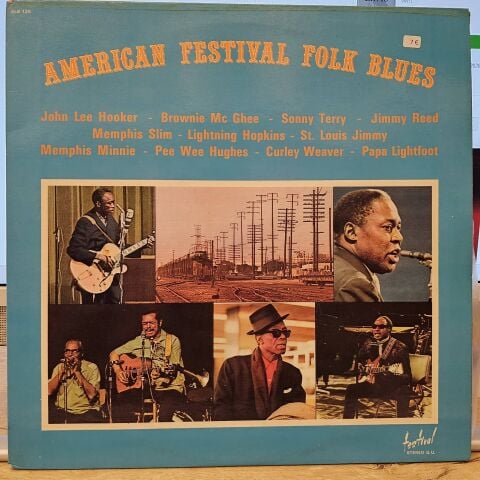 AMERICAN FESTIVAL FOLK BLUES
John Lee Hooker - Brownie Mc Ghee - Sonny Terry - Jimmy Reed
Memphis Slim - Lightning Hopkins - St. Louis Jimmy
Memphis Minnie - Pee Wee Hughes - Curley Weaver - Papa Lightfoot
festival
STEREO G.U.